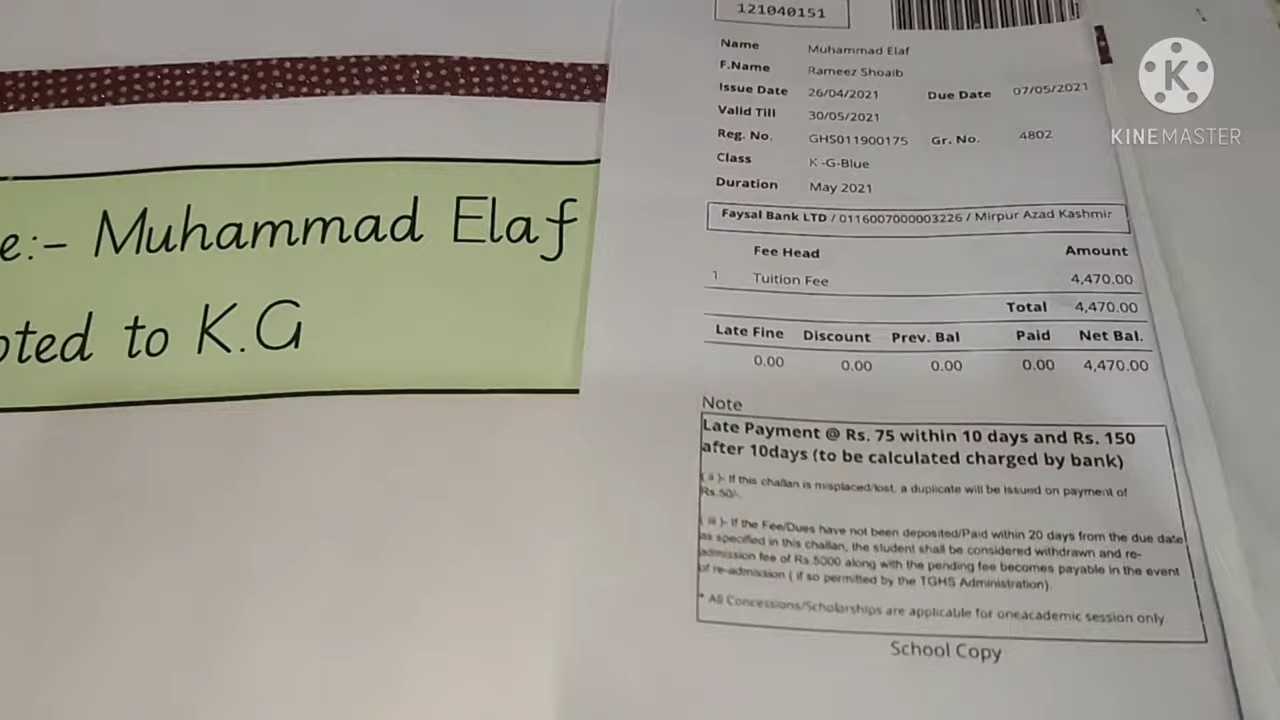 e:- Muhammad Elaf
oted to K.G
121040151
Name Muhammad Elaf
F.Name Rameez Shoaib
Issue Date 26/04/2021 Due Date 07/05/2021
Valid Till 30/05/2021
Reg. No. GHS011900175 Gr. No. 4802
Class K -G-Blue
Duration May 2021
Faysal Bank LTD / 0116007000003226 / Mirpur Azad Kashmir
Fee Head Amount
1 Tuition Fee 4,470.00
Total 4,470.00
Late Fine Discount Prev. Bal Paid Net Bal.
0.00 0.00 0.00 0.00 4,470.00
Note
Late Payment @ Rs. 75 within 10 days and Rs. 150
after 10days (to be calculated charged by bank)
( ii )- If this challan is misplaced/lost, a duplicate will be issued on payment of
Rs.50/-.
( iii )- If the Fee/Dues have not been deposited/Paid within 20 days from the due date
as specified in this challan, the student shall be considered withdrawn and re-
admission fee of Rs.5000 along with the pending fee becomes payable in the event
of re-admission ( if so permitted by the TGHS Administration).
* All Concessions/Scholarships are applicable for oneacademic session only
School Copy
K
KINEMASTER